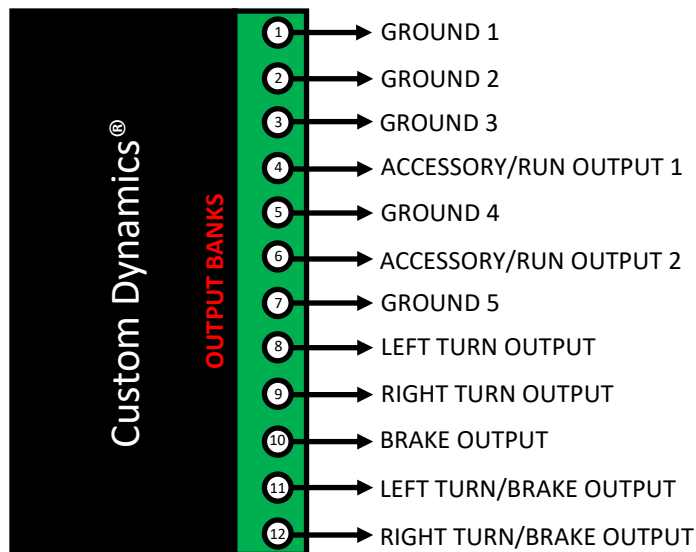 Custom Dynamics®
OUTPUT BANKS
1 GROUND 1
2 GROUND 2
3 GROUND 3
4 ACCESSORY/RUN OUTPUT 1
5 GROUND 4
6 ACCESSORY/RUN OUTPUT 2
7 GROUND 5
8 LEFT TURN OUTPUT
9 RIGHT TURN OUTPUT
10 BRAKE OUTPUT
11 LEFT TURN/BRAKE OUTPUT
12 RIGHT TURN/BRAKE OUTPUT